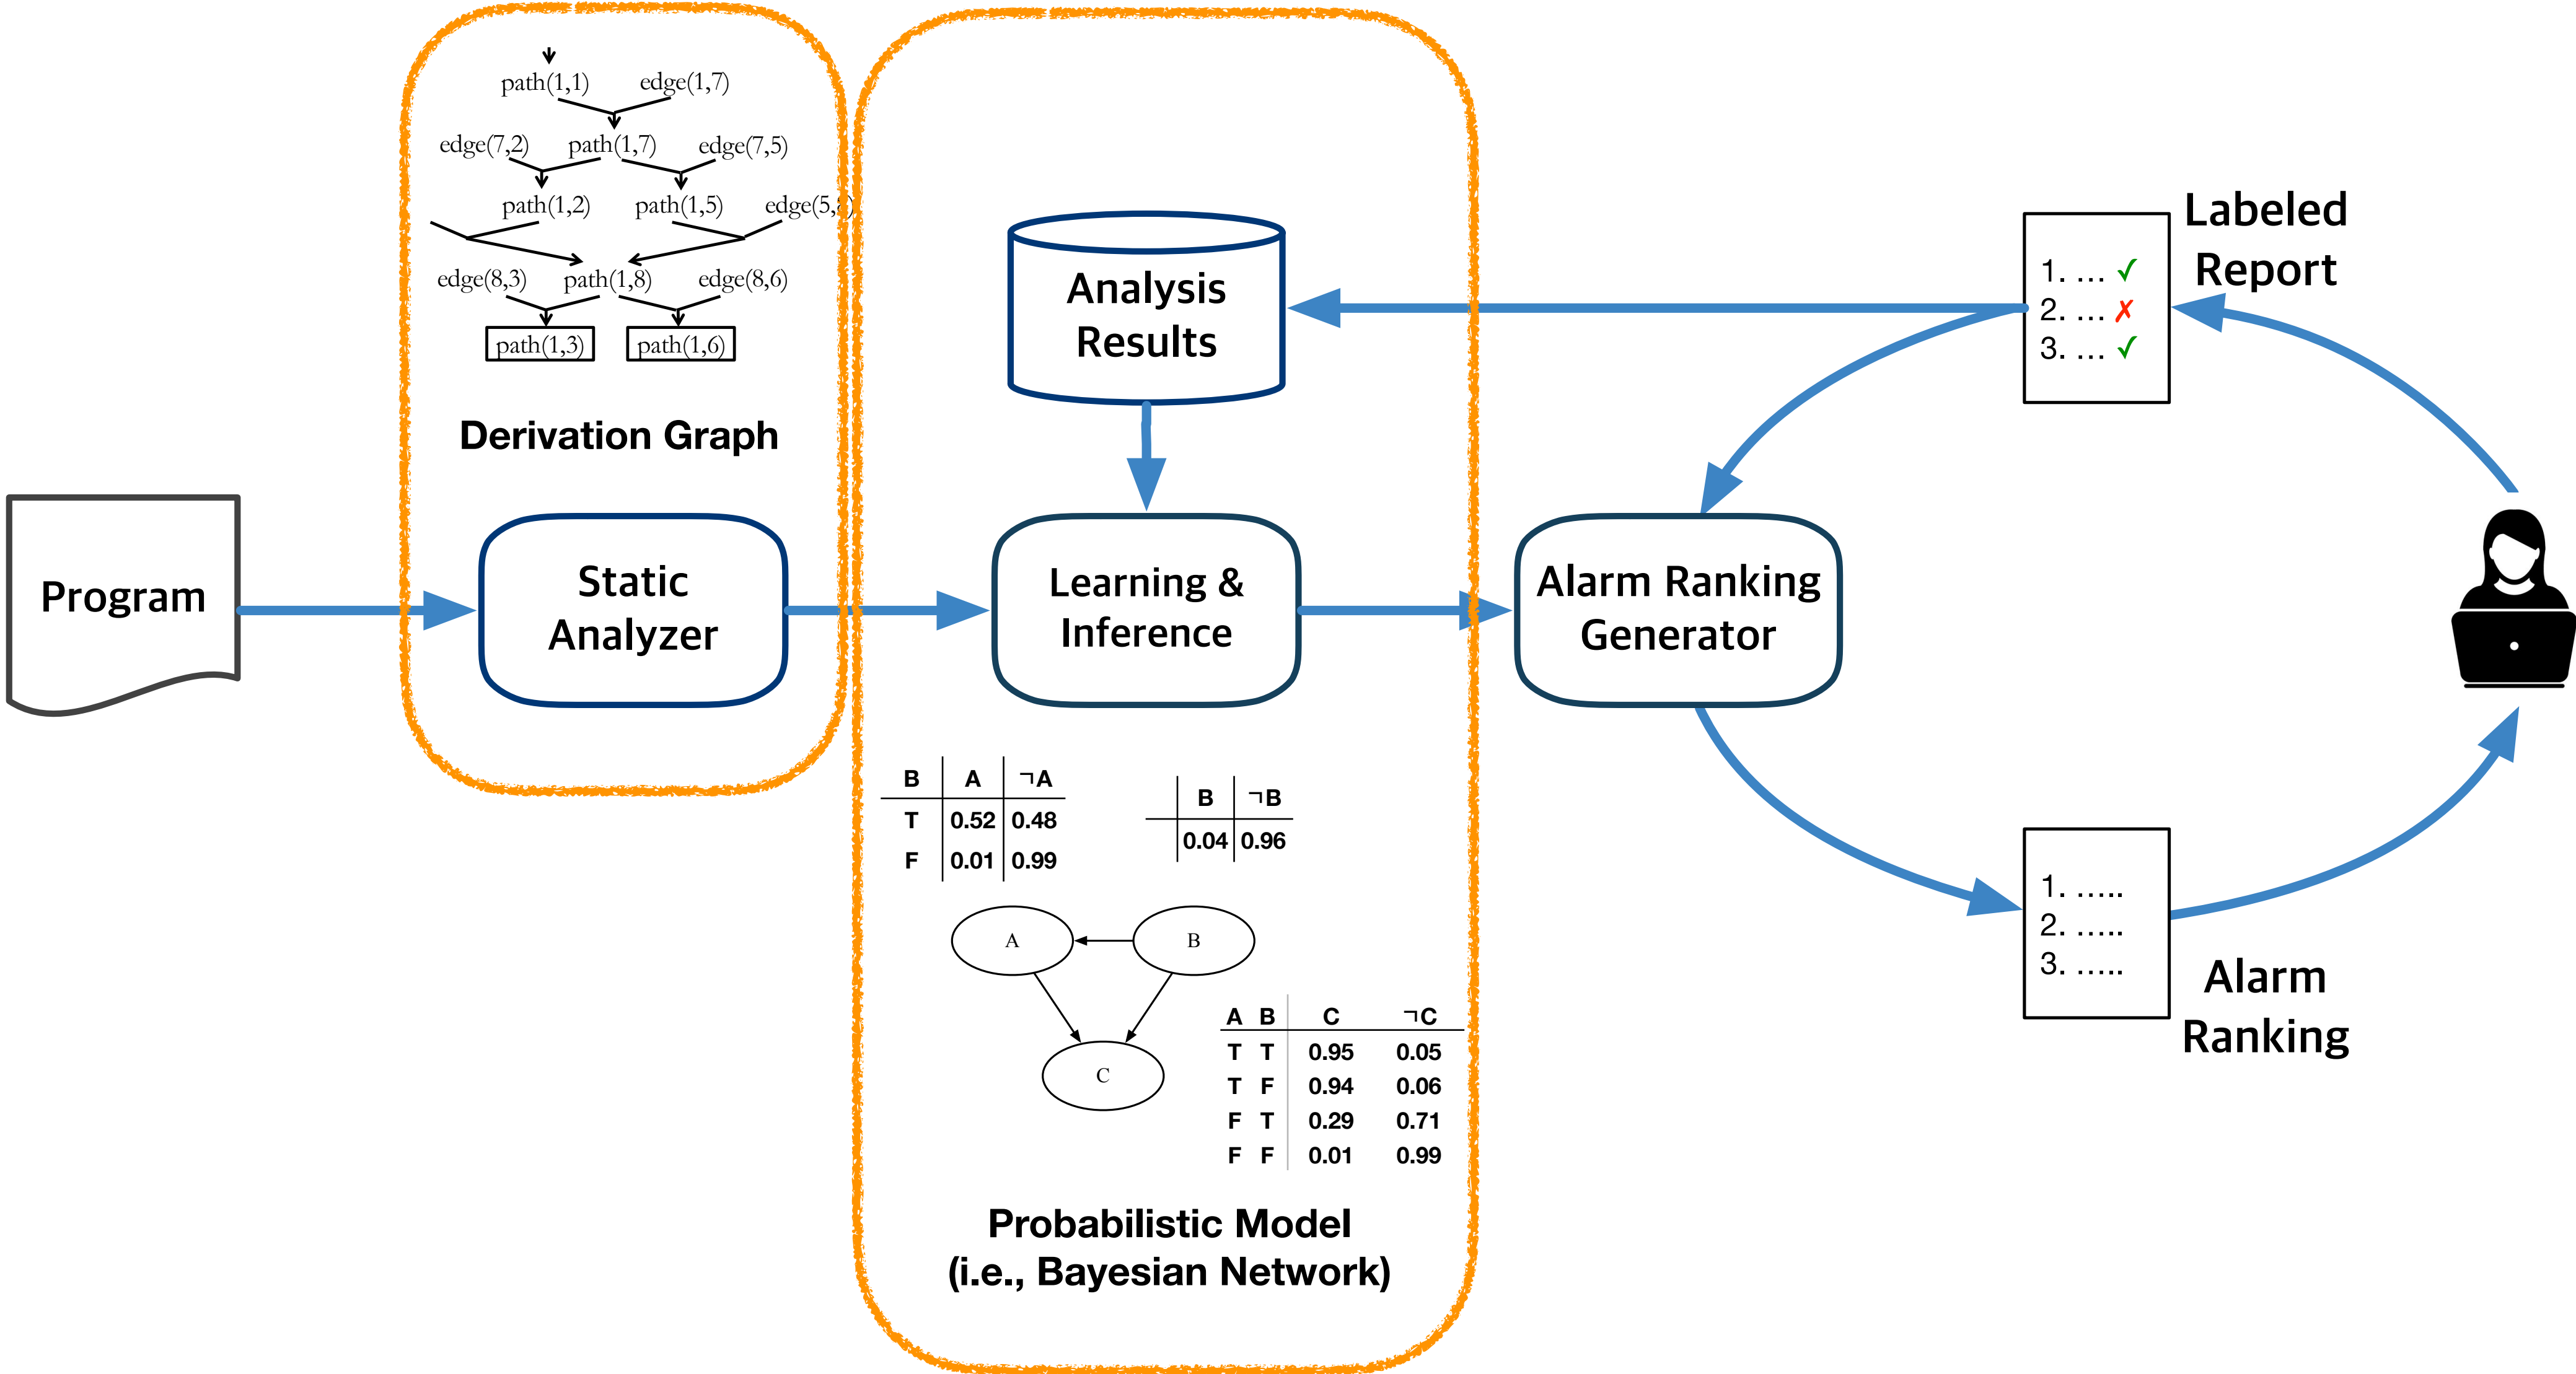 path(1,1) edge(1,7)
edge(7,2) path(1,7) edge(7,5)
path(1,2) path(1,5) edge(5,8)
edge(8,3) path(1,8) edge(8,6)
path(1,3) path(1,6)
Derivation Graph
Program
Static
Analyzer
Analysis
Results
Learning &
Inference
B A ¬A
T 0.52 0.48
F 0.01 0.99
B ¬B
0.04 0.96
A B
C
A B C ¬C
T T 0.95 0.05
T F 0.94 0.06
F T 0.29 0.71
F F 0.01 0.99
Probabilistic Model
(i.e., Bayesian Network)
Alarm Ranking
Generator
Labeled
Report
1. ... ✓
2. ... ✗
3. ... ✓
1. .....
2. .....
3. .....
Alarm
Ranking